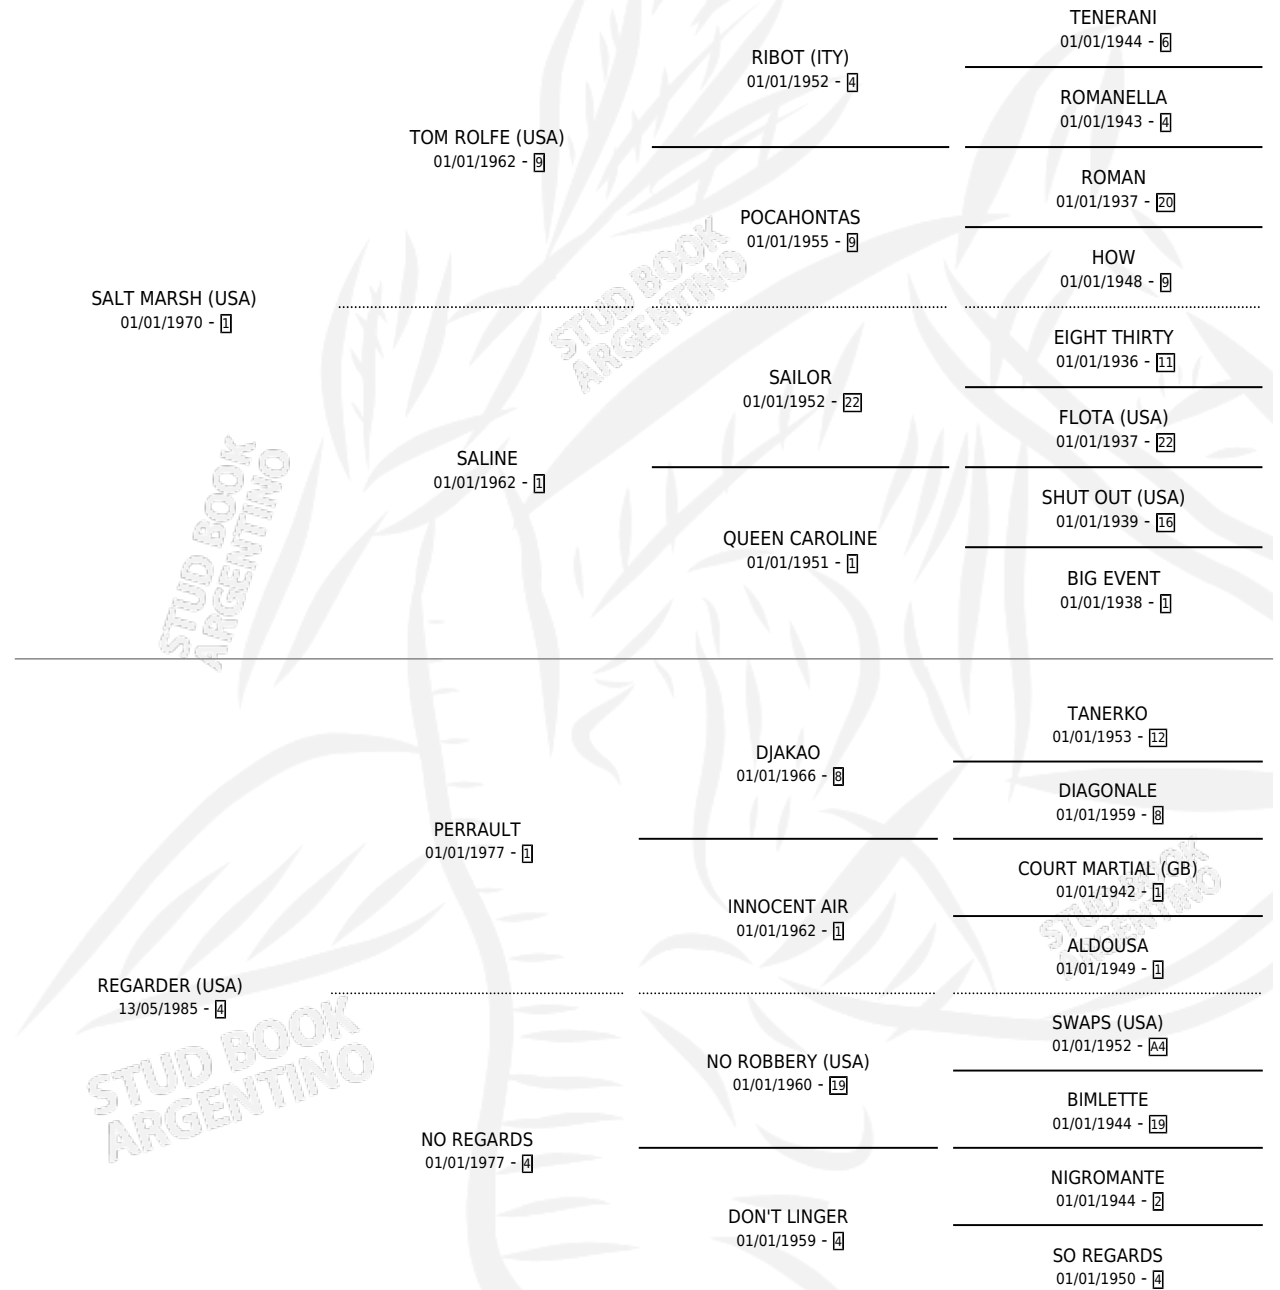 TENERANI
01/01/1944 - 6
RIBOT (ITY)
01/01/1952 - 4
ROMANELLA
01/01/1943 - 4
TOM ROLFE (USA)
01/01/1962 - 9
ROMAN
01/01/1937 - 20
POCAHONTAS
01/01/1955 - 9
HOW
01/01/1948 - 9
SALT MARSH (USA)
01/01/1970 - 1
STUD BOOK
ARGENTINO
EIGHT THIRTY
01/01/1936 - 11
SAILOR
01/01/1952 - 22
FLOTA (USA)
01/01/1937 - 22
SALINE
01/01/1962 - 1
SHUT OUT (USA)
01/01/1939 - 16
QUEEN CAROLINE
01/01/1951 - 1
BIG EVENT
01/01/1938 - 1
STUD BOOK
ARGENTINO
TANERKO
01/01/1953 - 12
DJAKAO
01/01/1966 - 8
DIAGONALE
01/01/1959 - 8
PERRAULT
01/01/1977 - 1
COURT MARTIAL (GB)
01/01/1942 - 1
STUD BOOK
ARGENTINO
INNOCENT AIR
01/01/1962 - 1
ALDOUSA
01/01/1949 - 1
REGARDER (USA)
13/05/1985 - 4
STUD BOOK
ARGENTINO
SWAPS (USA)
01/01/1952 - A4
NO ROBBERY (USA)
01/01/1960 - 19
BIMLETTE
01/01/1944 - 19
NO REGARDS
01/01/1977 - 4
NIGROMANTE
01/01/1944 - 2
DON'T LINGER
01/01/1959 - 4
SO REGARDS
01/01/1950 - 4